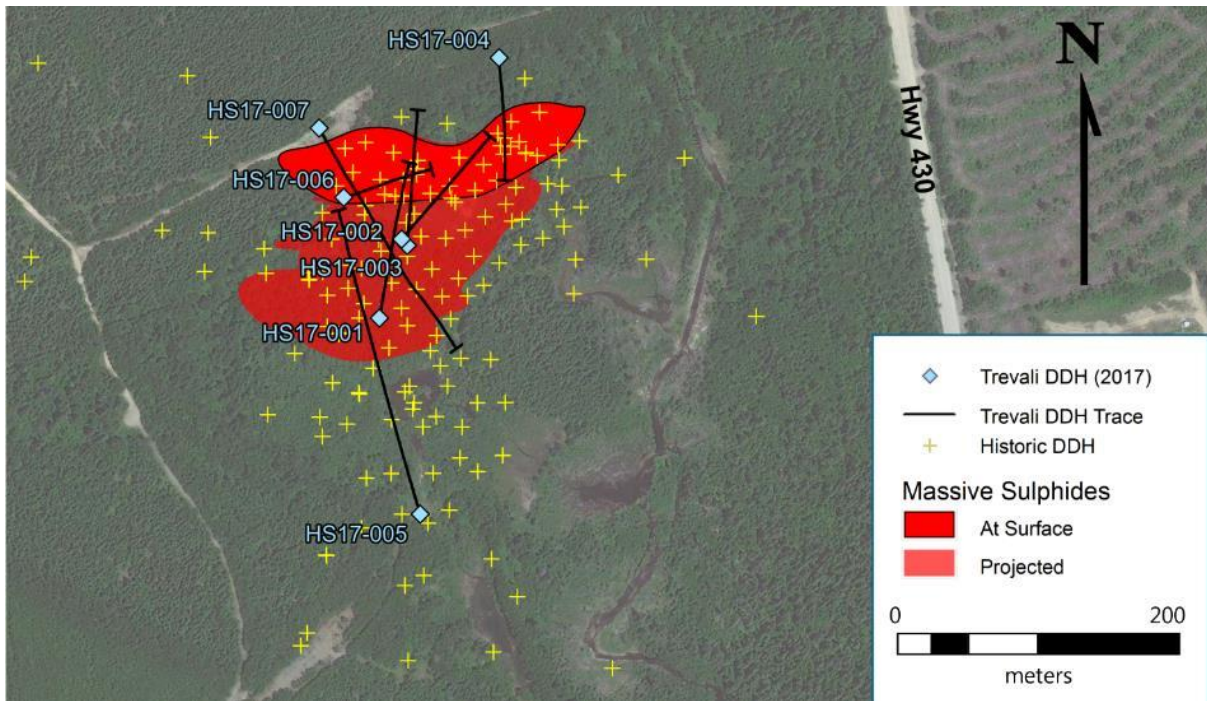 HS17-004
N
HS17-007
Hwy 430
HS17-006
HS17-002
HS17-003
HS17-001
HS17-005
Trevali DDH (2017)
Trevali DDH Trace
Historic DDH
Massive Sulphides
At Surface
Projected
0 200
meters